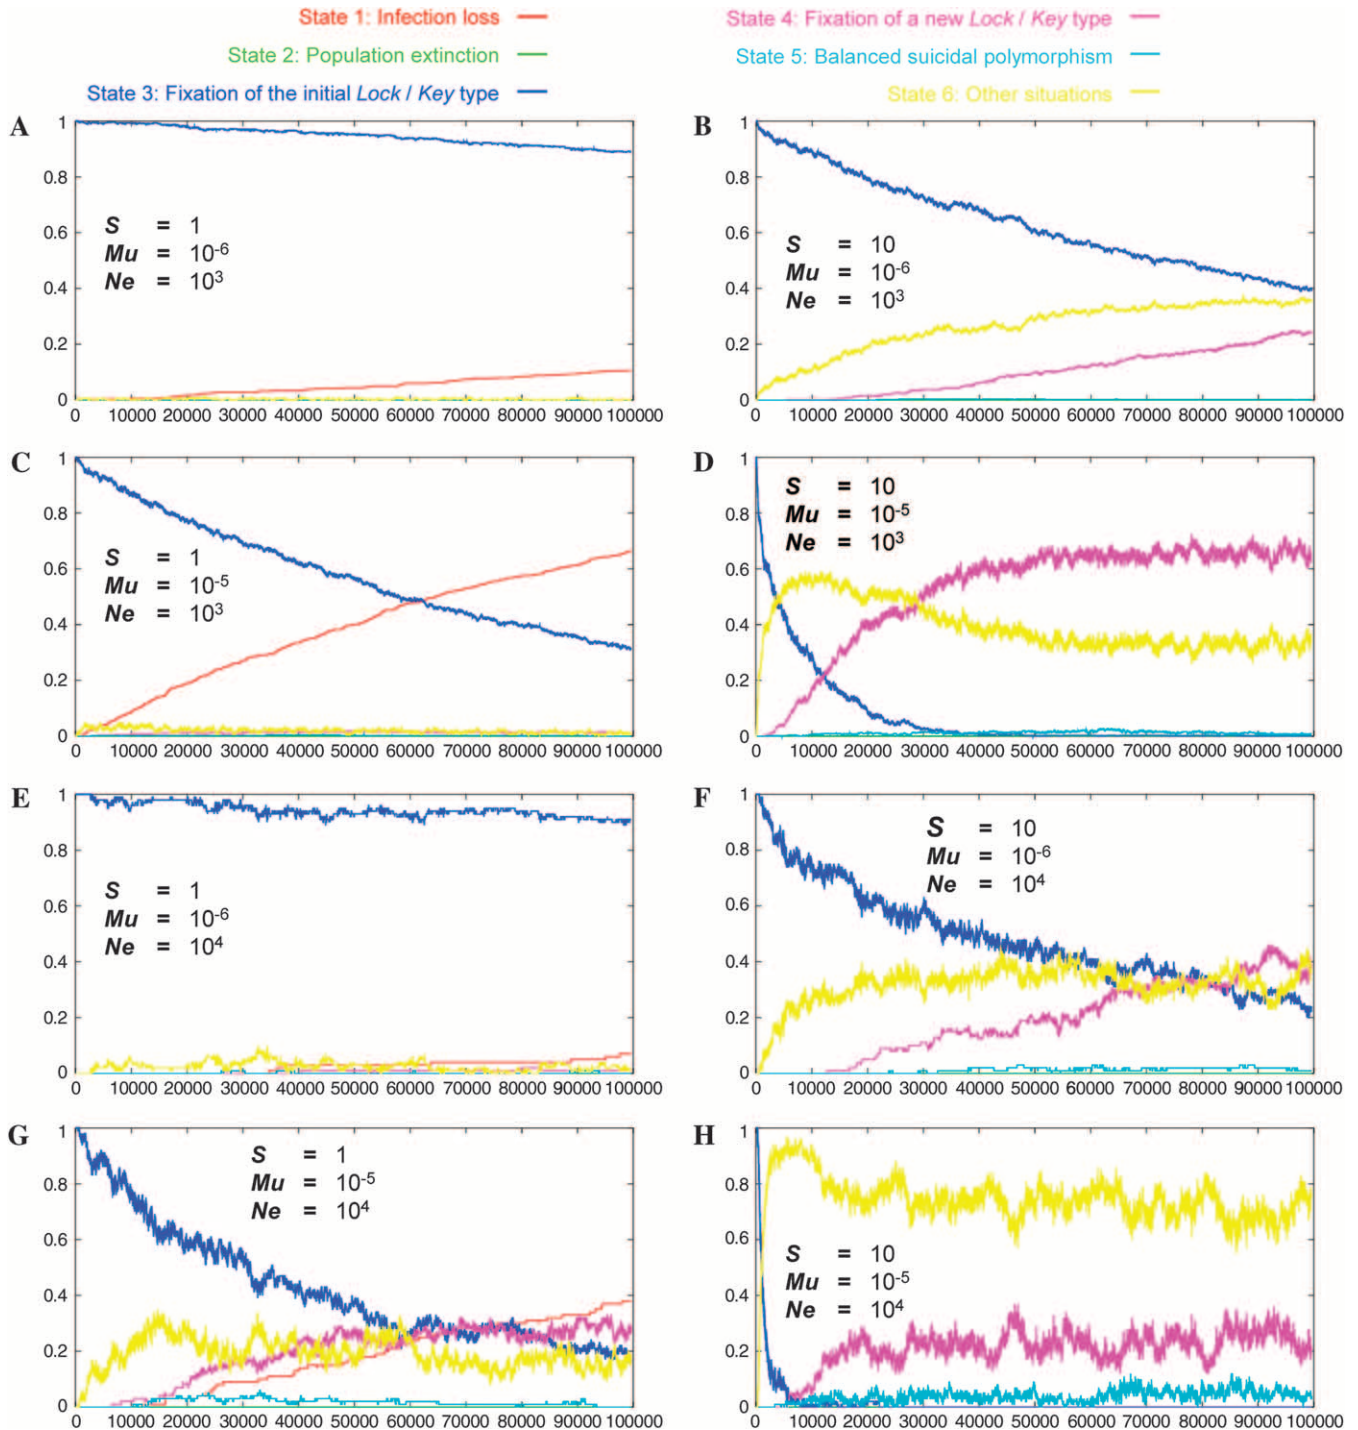 State 1: Infection loss
State 4: Fixation of a new Lock / Key type
State 2: Population extinction
State 5: Balanced suicidal polymorphism
State 3: Fixation of the initial Lock / Key type
State 6: Other situations
A
1
0.8
0.6
0.4
0.2
0
S = 1
Mu = 10-6
Ne = 103
0 10000 20000 30000 40000 50000 60000 70000 80000 90000 100000
B
1
0.8
0.6
0.4
0.2
0
S = 10
Mu = 10-6
Ne = 103
0 10000 20000 30000 40000 50000 60000 70000 80000 90000 100000
C
1
0.8
0.6
0.4
0.2
0
S = 1
Mu = 10-5
Ne = 103
0 10000 20000 30000 40000 50000 60000 70000 80000 90000 100000
D
1
0.8
0.6
0.4
0.2
0
S = 10
Mu = 10-5
Ne = 103
0 10000 20000 30000 40000 50000 60000 70000 80000 90000 100000
E
1
0.8
0.6
0.4
0.2
0
S = 1
Mu = 10-6
Ne = 104
0 10000 20000 30000 40000 50000 60000 70000 80000 90000 100000
F
1
0.8
0.6
0.4
0.2
0
S = 10
Mu = 10-6
Ne = 104
0 10000 20000 30000 40000 50000 60000 70000 80000 90000 100000
G
1
0.8
0.6
0.4
0.2
0
S = 1
Mu = 10-5
Ne = 104
0 10000 20000 30000 40000 50000 60000 70000 80000 90000 100000
H
1
0.8
0.6
0.4
0.2
0
S = 10
Mu = 10-5
Ne = 104
0 10000 20000 30000 40000 50000 60000 70000 80000 90000 100000